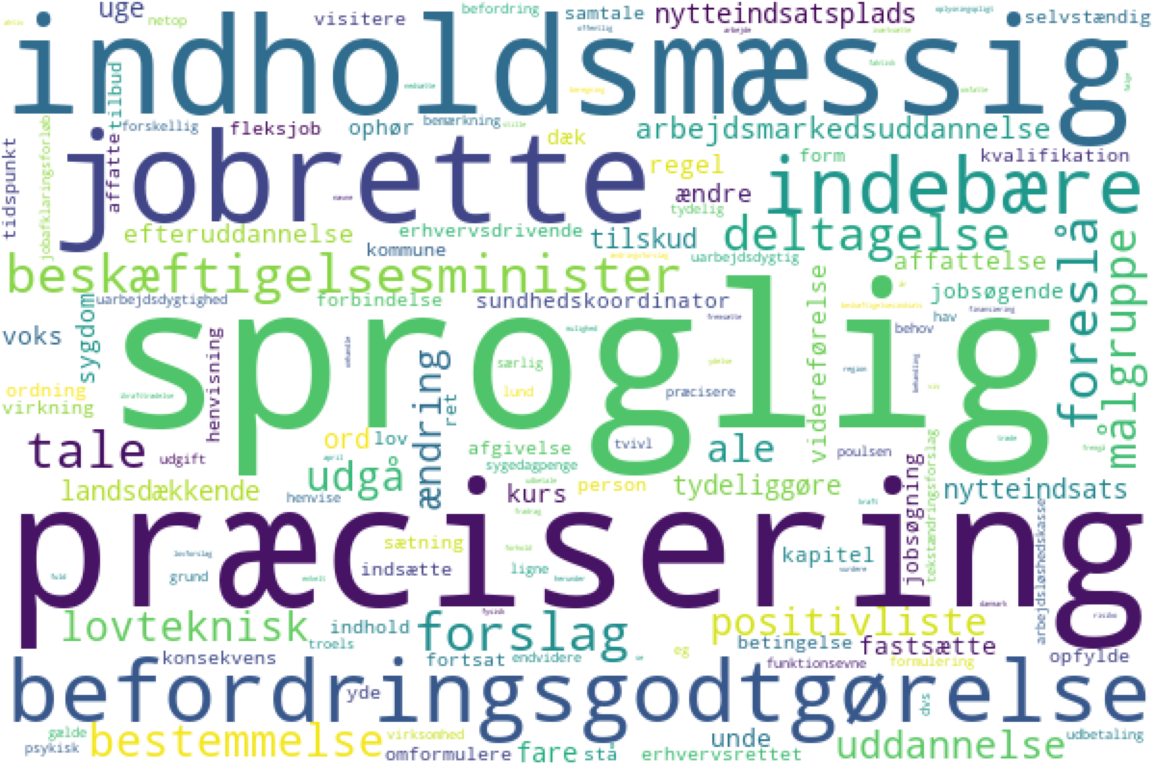 uge netop visitere befordring samtale nytteindsatsplads selvstændig
indholdsmæssig
tilbud forskellig fleksjob ophør bemærkning dæk arbejdsmarkedsuddannelse
tidspunkt jobafklaringsforløb affatte jobrette regel form kvalifikation
ændre indebære
tydelig
efteruddannelse erhvervsdrivende tilskud deltagelse
kommune uarbejdsdygtig affattelse foreslå målgruppe
beskæftigelsesminister
uarbejdsdygtighed forbindelse sundhedskoordinator jobsøgende
voks sygdom sproglig videreførelse hav behov
særlig
ordning henvisning lund præcisere
virkning ændring ret
tale ord lov afgivelse tvivl ale poulsen
udgift udgå sygedagpenge
landsdækkende henvise kurs person tydeliggøre jobsøgning nytteindsats
tekstændringsforslag
præcisering
sætning kapitel arbejdsløshedskasse
grund indsætte ligne
lovteknisk indhold forslag positivliste
troels betingelse fastsætte
konsekvens fortsat endvidere eg funktionsevne formulering opfylde
befordringsgodtgørelse
yde dvs
gælde bestemmelse virksomhed unde uddannelse udbetaling
psykisk omformulere fare stå erhvervsrettet